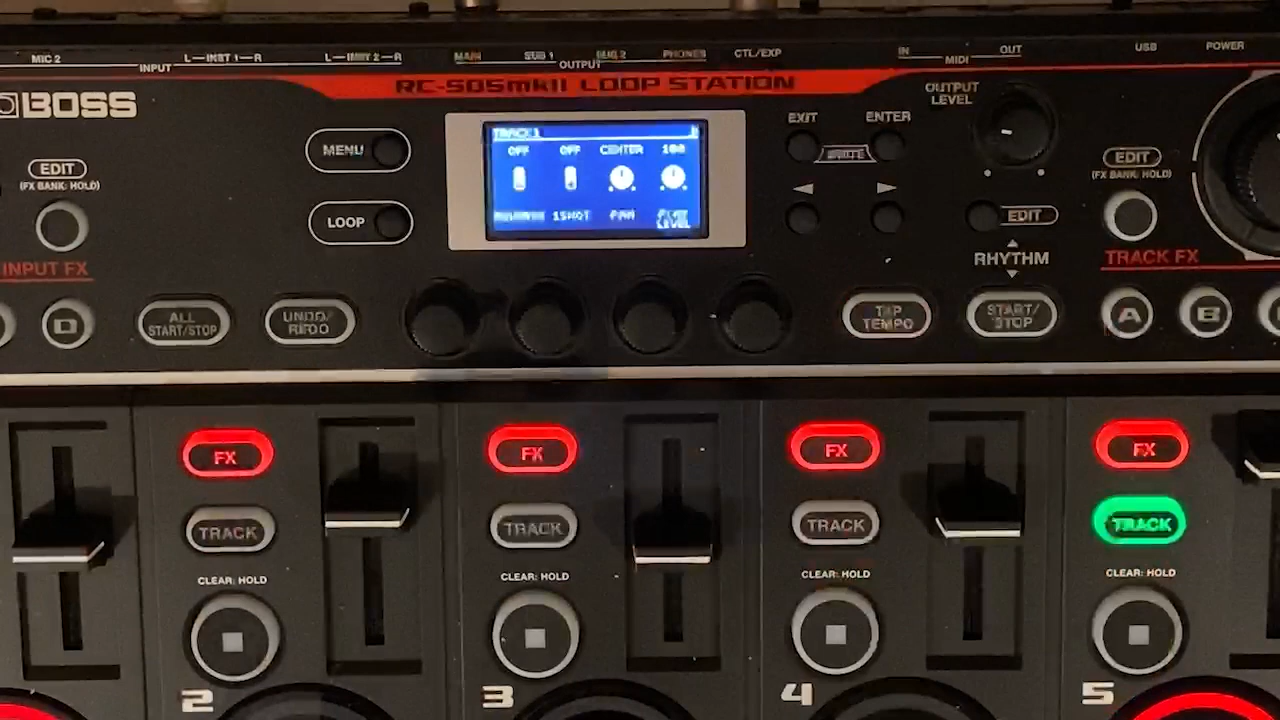 MIC 2
L—INST 1—R
L—INST 2—R
INPUT
MAIN
SUB 1
SUB 2
PHONES
OUTPUT
CTL/EXP
IN
OUT
MIDI
USB
POWER
RC-505mkII LOOP STATION
BOSS
OUTPUT
LEVEL
MENU
LOOP
TRACK 1
OFF OFF CENTER 100
REVERSE 1SHOT PAN PLAY
LEVEL
EXIT
ENTER
WRITE
EDIT
RHYTHM
EDIT
(FX BANK: HOLD)
INPUT FX
EDIT
(FX BANK: HOLD)
TRACK FX
D
ALL
START/STOP
UNDO/
REDO
TAP
TEMPO
START/
STOP
A
B
FX
FX
FX
FX
TRACK
TRACK
TRACK
TRACK
CLEAR: HOLD
CLEAR: HOLD
CLEAR: HOLD
CLEAR: HOLD
2
3
4
5